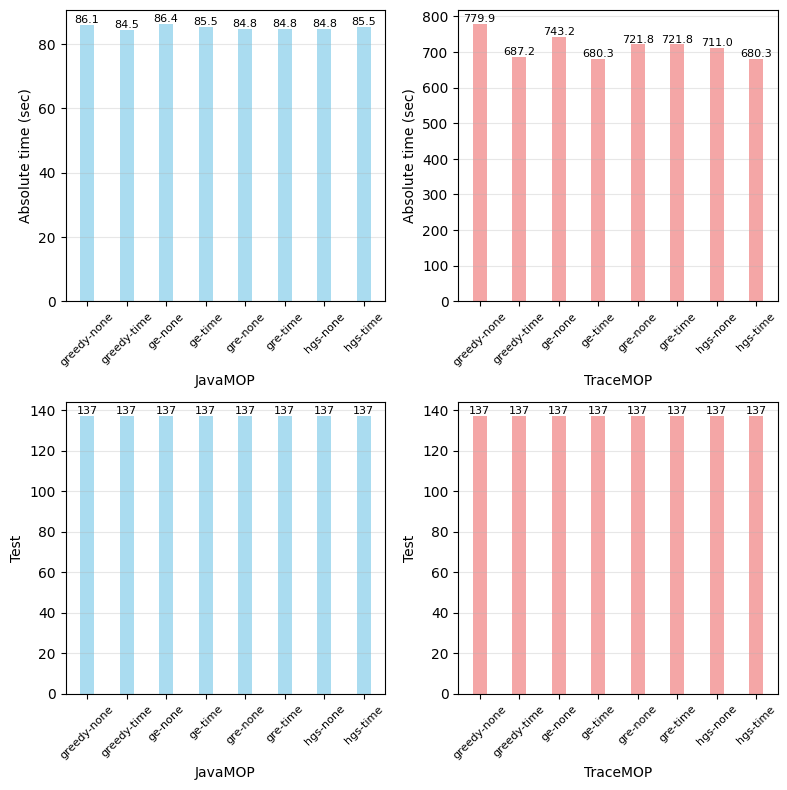 86.1 84.5 86.4 85.5 84.8 84.8 84.8 85.5
80
60
40
20
0
Absolute time (sec)
greedy-none greedy-time ge-none ge-time gre-none gre-time hgs-none hgs-time
JavaMOP
779.9 687.2 743.2 680.3 721.8 721.8 711.0 680.3
800
700
600
500
400
300
200
100
0
Absolute time (sec)
greedy-none greedy-time ge-none ge-time gre-none gre-time hgs-none hgs-time
TraceMOP
137 137 137 137 137 137 137 137
140
120
100
80
60
40
20
0
Test
greedy-none greedy-time ge-none ge-time gre-none gre-time hgs-none hgs-time
JavaMOP
137 137 137 137 137 137 137 137
140
120
100
80
60
40
20
0
Test
greedy-none greedy-time ge-none ge-time gre-none gre-time hgs-none hgs-time
TraceMOP